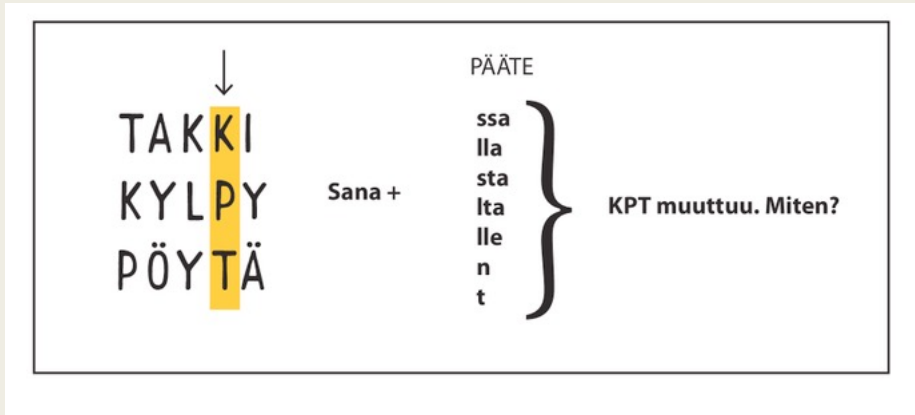 TAKKI
KYLPY
PÖYTÄ
Sana +
PÄÄTE
ssa
lla
sta
lta
lle
n
t
KPT muuttuu. Miten?